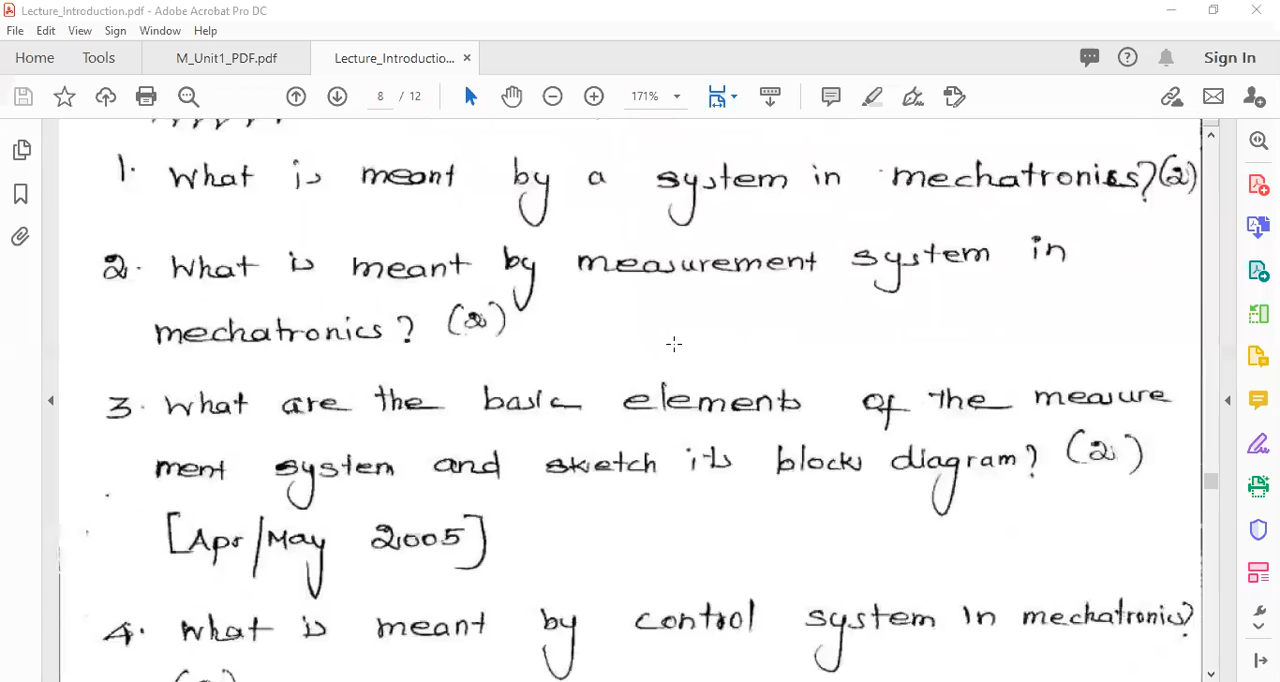 Lecture_Introduction.pdf - Adobe Acrobat Pro DC
File Edit View Sign Window Help
Home Tools M_Unit1_PDF.pdf Lecture_Introductio... × Sign In
8 / 12 171%
1. What is meant by a system in mechatronics? (2)
2. What is meant by measurement system in
mechatronics? (2)
3. What are the basic elements of the measure
ment system and sketch its blocks diagram? (2)
[Apr/May 2005]
4. What is meant by control system in mechatronics?